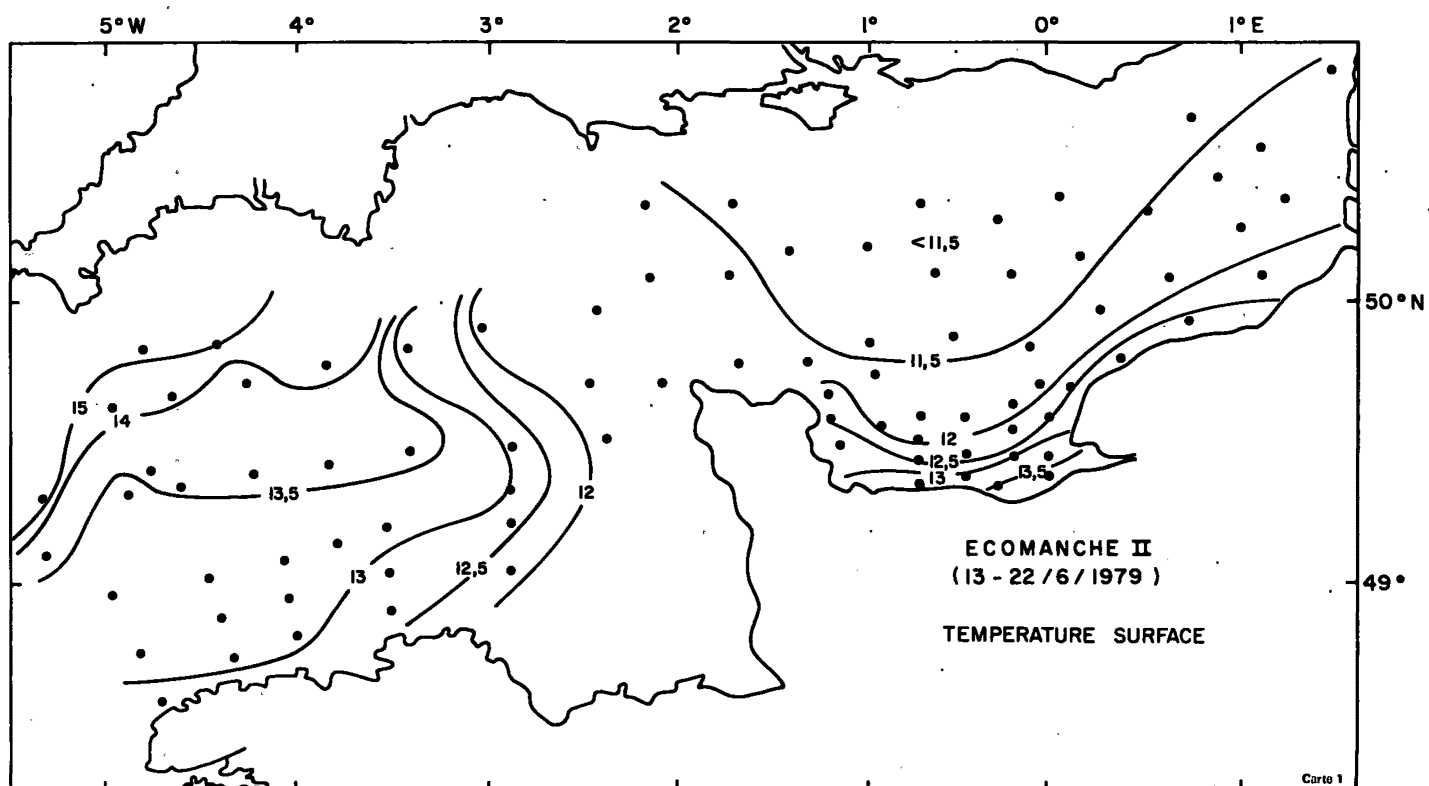 5° W 4° 3° 2° 1° 0° 1° E
<11,5
50° N
11,5
15
14
12
12
12,5
13
13,5
13,5
13
12,5
ECOMANCHE II
(13 - 22 /6 /1979 )
49°
TEMPERATURE SURFACE
Carte 1